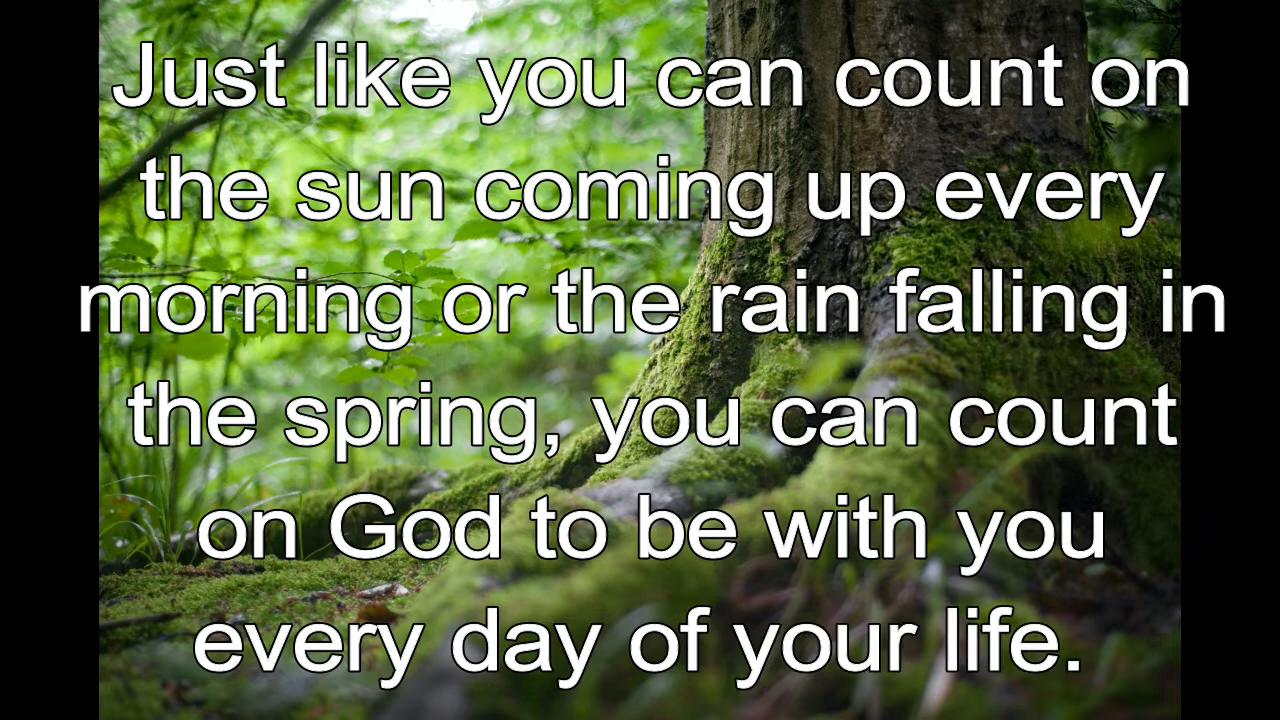 Just like you can count on
the sun coming up every
morning or the rain falling in
the spring, you can count
on God to be with you
every day of your life.